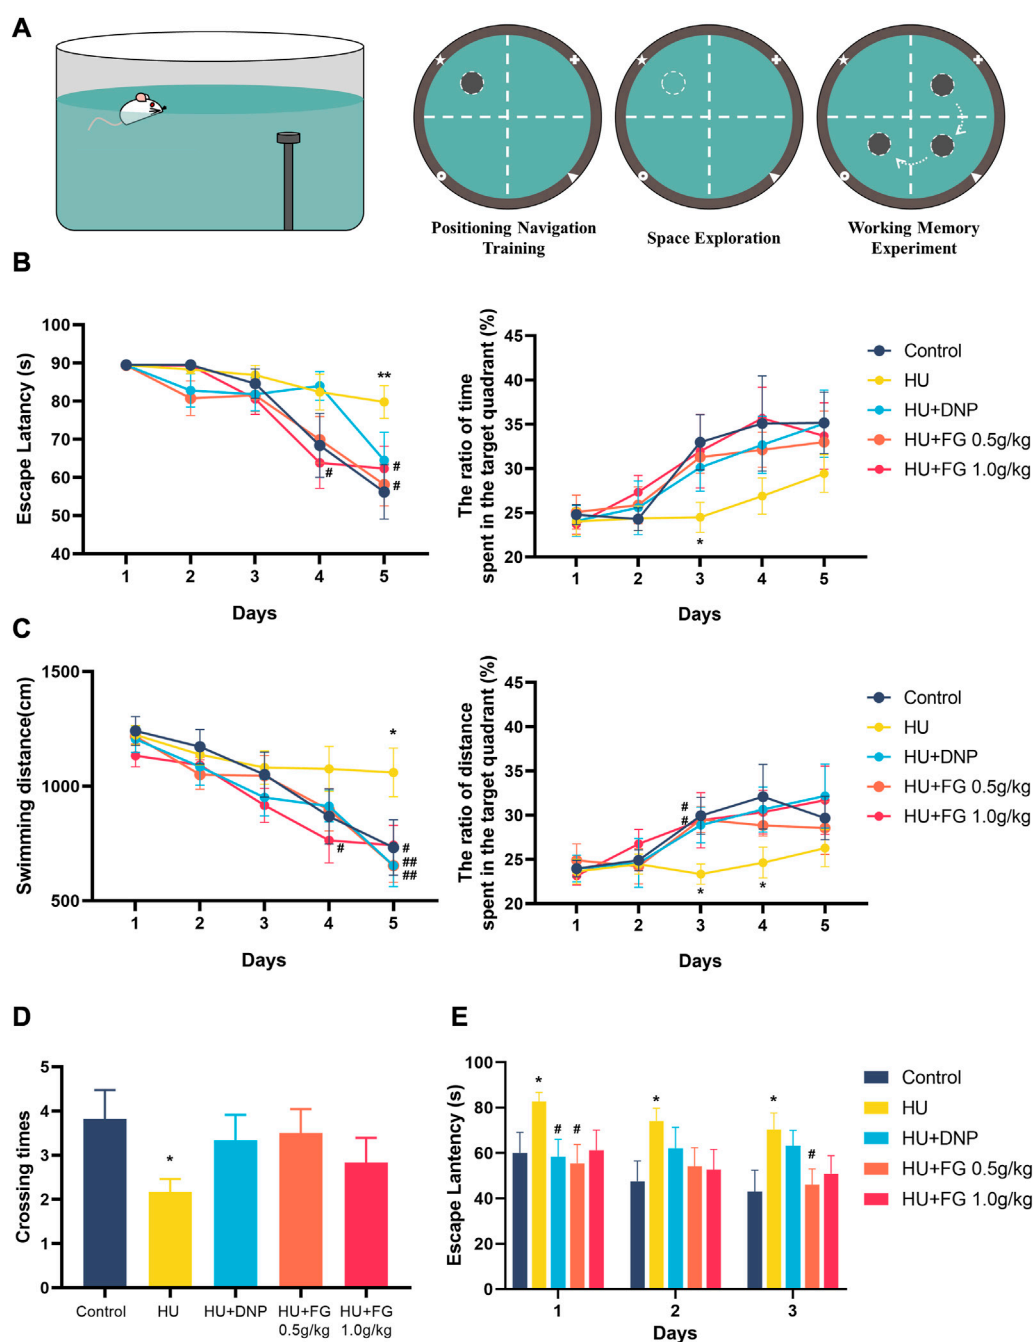 A
Positioning Navigation
Training
Space Exploration
Working Memory
Experiment
B
Escape Latancy (s)
100
90
80
70
60
50
40
**
#
#
#
1 2 3 4 5
Days
The ratio of time
spent in the target quadrant (%)
45
40
35
30
25
20
*
1 2 3 4 5
Days
Control
HU
HU+DNP
HU+FG 0.5g/kg
HU+FG 1.0g/kg
C
Swimming distance(cm)
1500
1000
500
*
#
#
##
##
1 2 3 4 5
Days
The ratio of distance
spent in the target quadrant (%)
45
40
35
30
25
20
#
#
*
*
1 2 3 4 5
Days
Control
HU
HU+DNP
HU+FG 0.5g/kg
HU+FG 1.0g/kg
D
Crossing times
5
4
3
2
1
0
*
Control HU HU+DNP HU+FG HU+FG
0.5g/kg 1.0g/kg
E
Escape Lantency (s)
100
80
60
40
20
0
* # #
*
* #
1 2 3
Days
Control
HU
HU+DNP
HU+FG 0.5g/kg
HU+FG 1.0g/kg